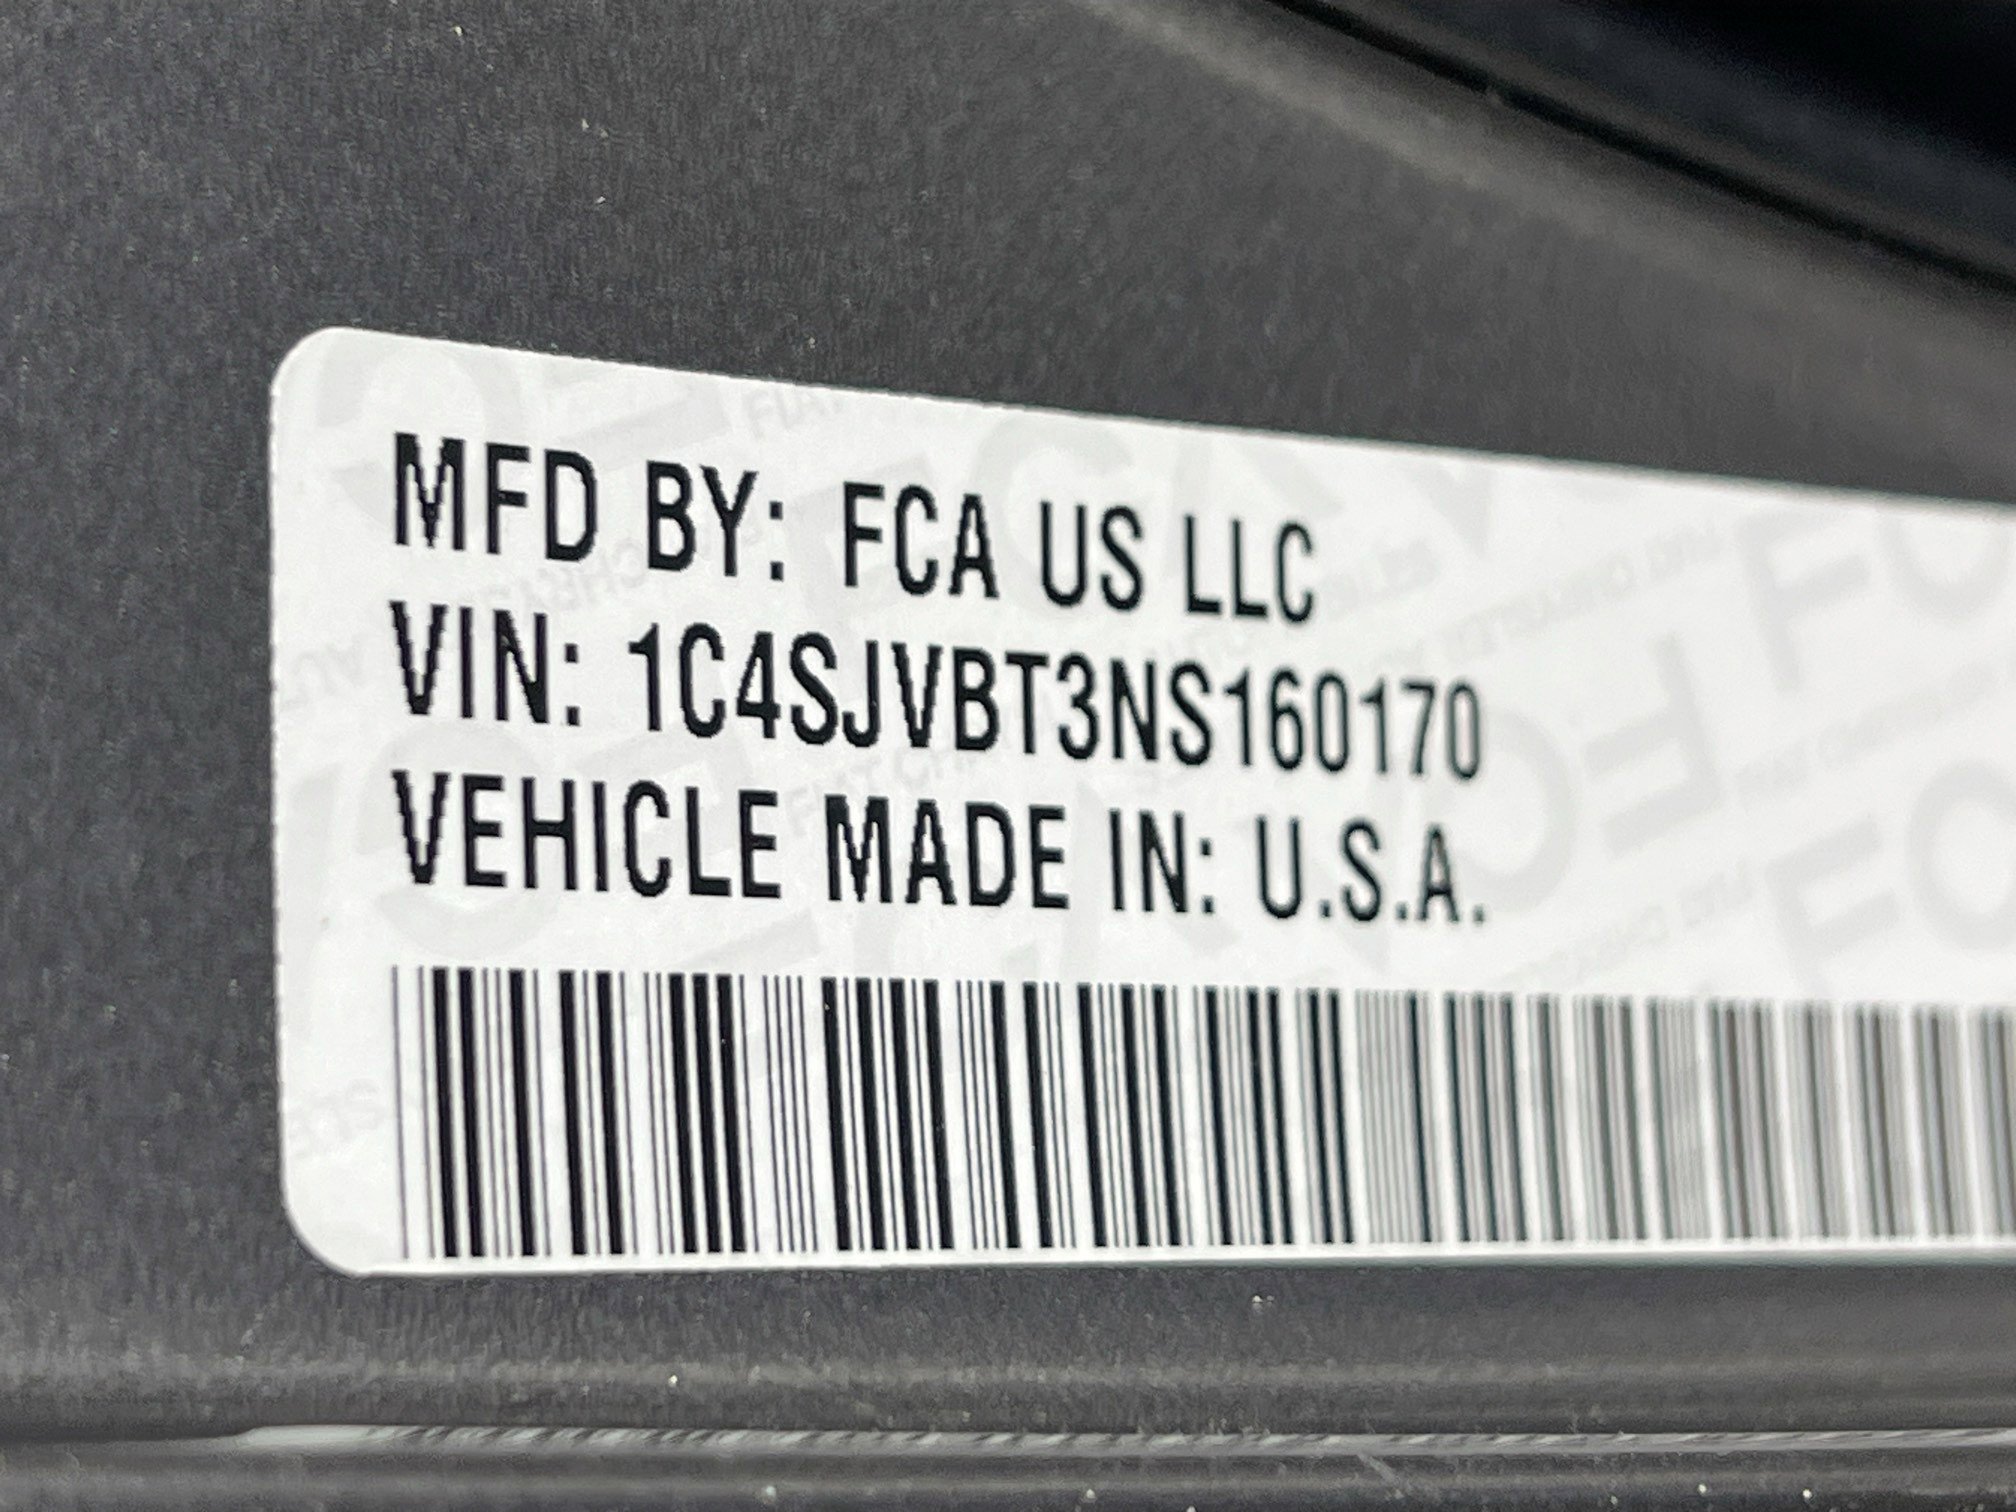 MFD BY: FCA US LLC
VIN: 1C4SJVBT3NS160170
VEHICLE MADE IN: U.S.A.